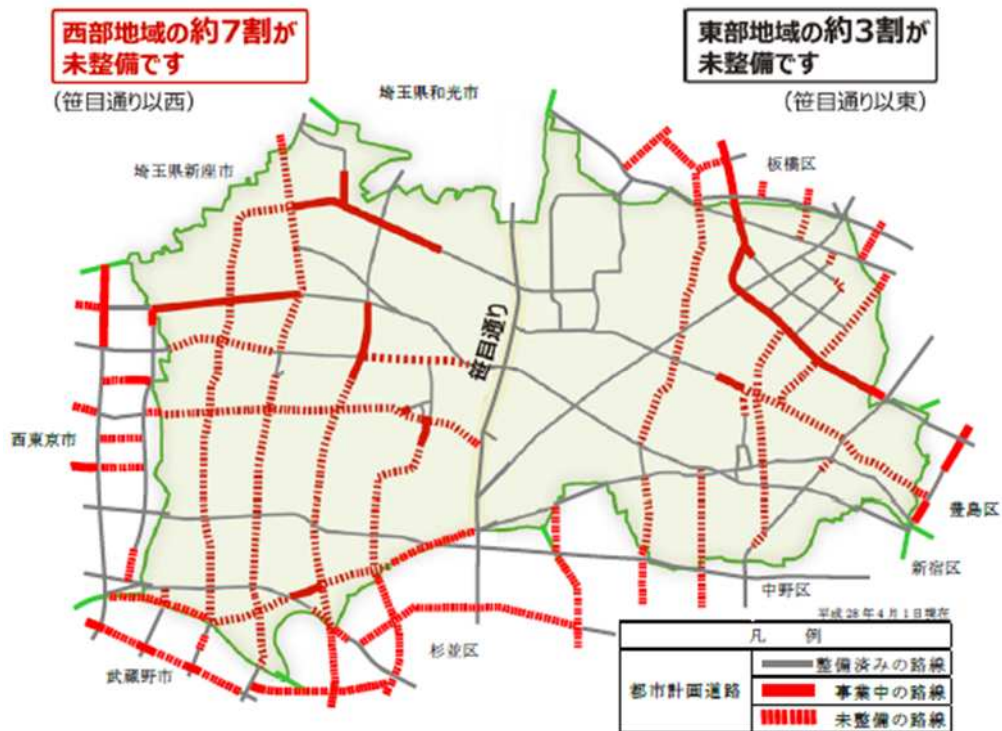 西部地域の約7割が
未整備です
(笹目通り以西)
東部地域の約3割が
未整備です
(笹目通り以東)
埼玉県和光市
埼玉県新座市
板橋区
笹目通り
西東京市
豊島区
新宿区
中野区
杉並区
武蔵野市
平成28年4月1日現在
凡 例
都市計画道路
整備済みの路線
事業中の路線
未整備の路線